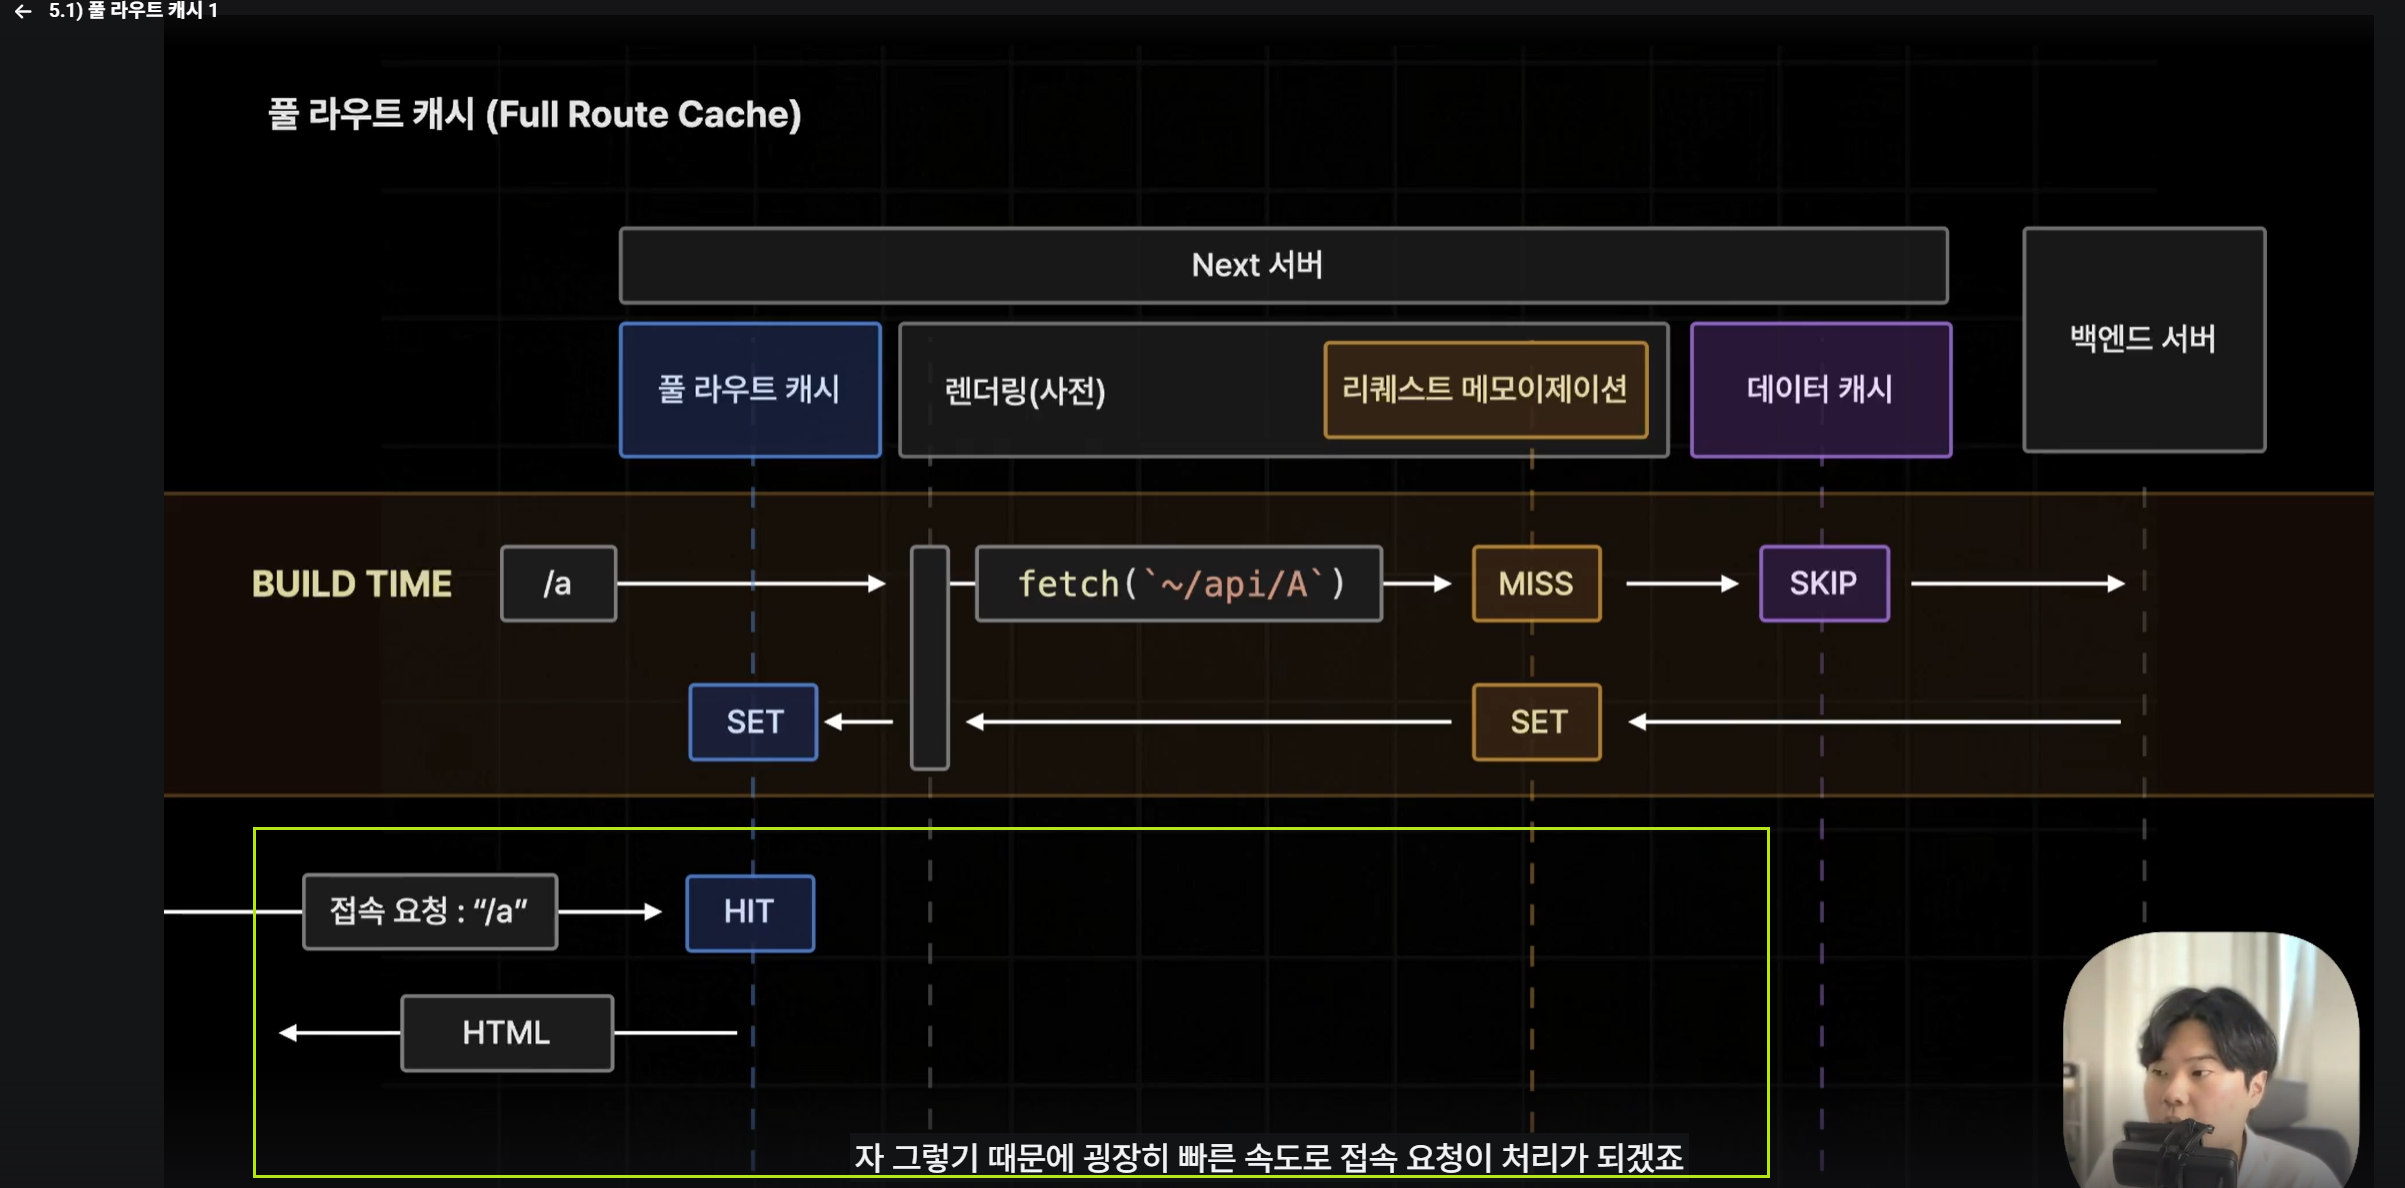 5.1) 풀 라우트 캐시 1
풀 라우트 캐시 (Full Route Cache)
Next 서버
백엔드 서버
풀 라우트 캐시
렌더링(사전)
리퀘스트 메모이제이션
데이터 캐시
BUILD TIME
/a
fetch(`~/api/A`)
MISS
SKIP
SET
SET
접속 요청 : “/a”
HIT
HTML
자 그렇기 때문에 굉장히 빠른 속도로 접속 요청이 처리가 되겠죠